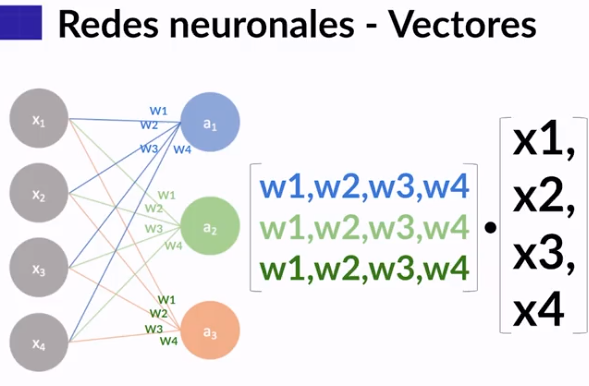 Redes neuronales - Vectores
x1
x2
x3
x4
W1
W2
W3
W4
a1
W1
W2
W3
W4
a2
W1
W2
W3
W4
a3
w1,w2,w3,w4
w1,w2,w3,w4
w1,w2,w3,w4
•
x1,
x2,
x3,
x4